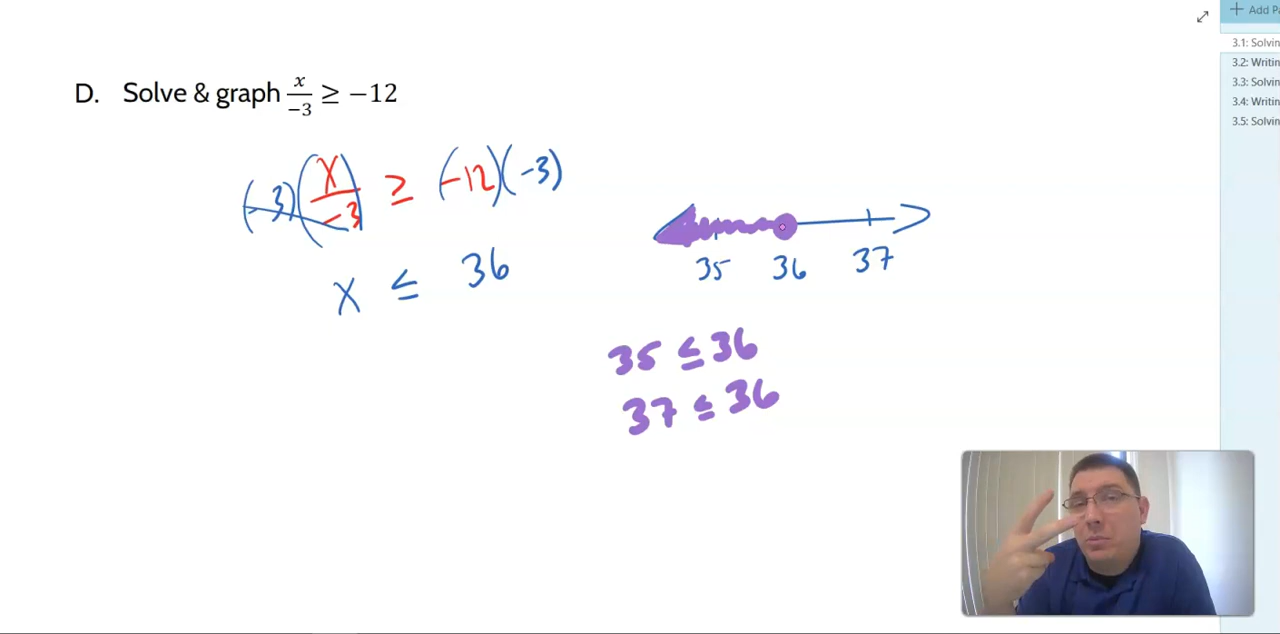 + Add Pa
3.1: Solvin
3.2: Writin
3.3: Solvin
3.4: Writin
3.5: Solvin
D. Solve & graph x/-3 ≥ -12
(-3)(x/-3) ≥ (-12)(-3)
x ≤ 36
35 36 37
35 ≤ 36
37 ≤ 36